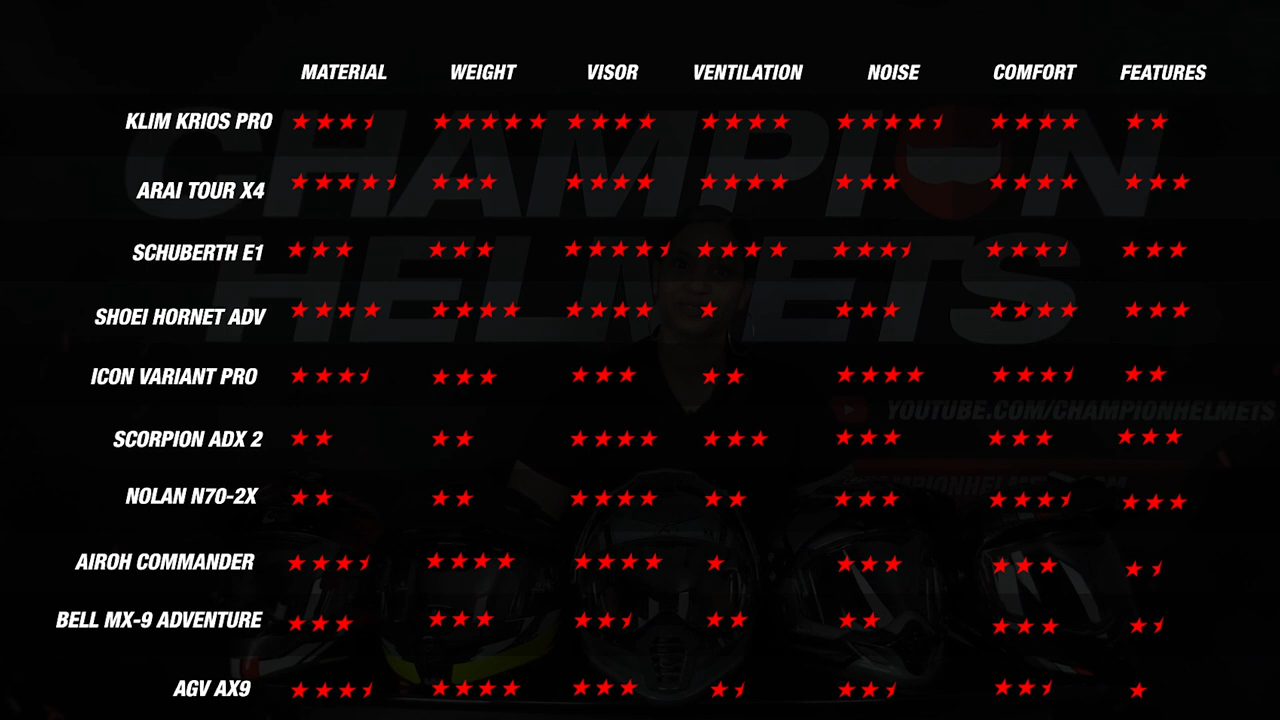 MATERIAL WEIGHT VISOR VENTILATION NOISE COMFORT FEATURES
KLIM KRIOS PRO
CHAMPION
ARAI TOUR X4
SCHUBERTH E1
HELMETS
SHOEI HORNET ADV
ICON VARIANT PRO
YOUTUBE.COM/CHAMPIONHELMETS
SCORPION ADX 2
NOLAN N70-2X
AIROH COMMANDER
BELL MX-9 ADVENTURE
AGV AX9